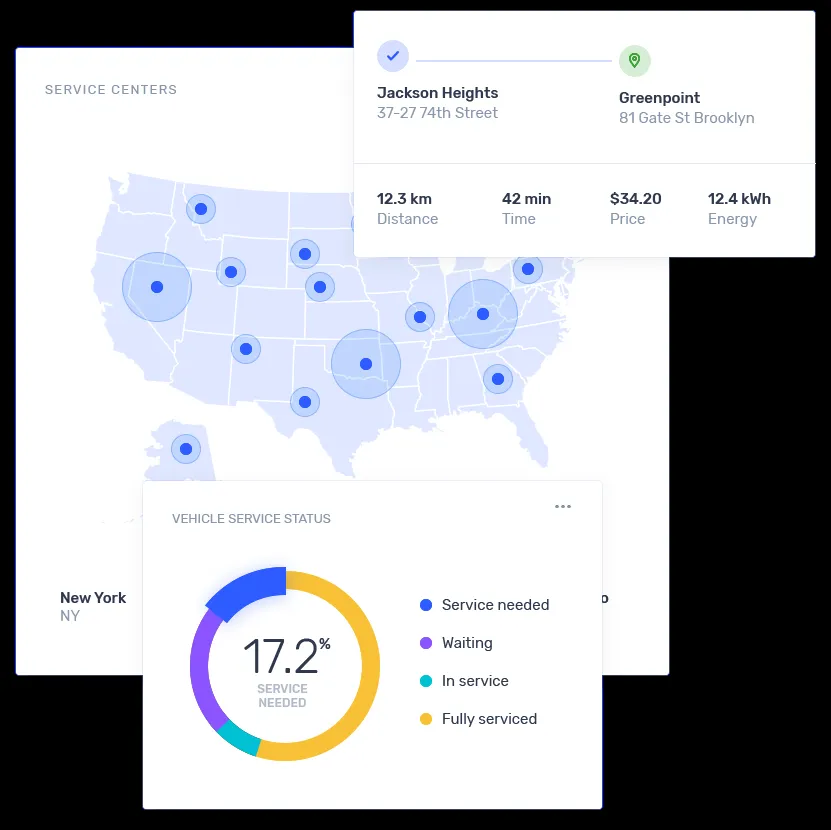 SERVICE CENTERS
Jackson Heights
37-27 74th Street
Greenpoint
81 Gate St Brooklyn
12.3 km
Distance
42 min
Time
$34.20
Price
12.4 kWh
Energy
VEHICLE SERVICE STATUS
17.2%
SERVICE
NEEDED
Service needed
Waiting
In service
Fully serviced
New York
NY